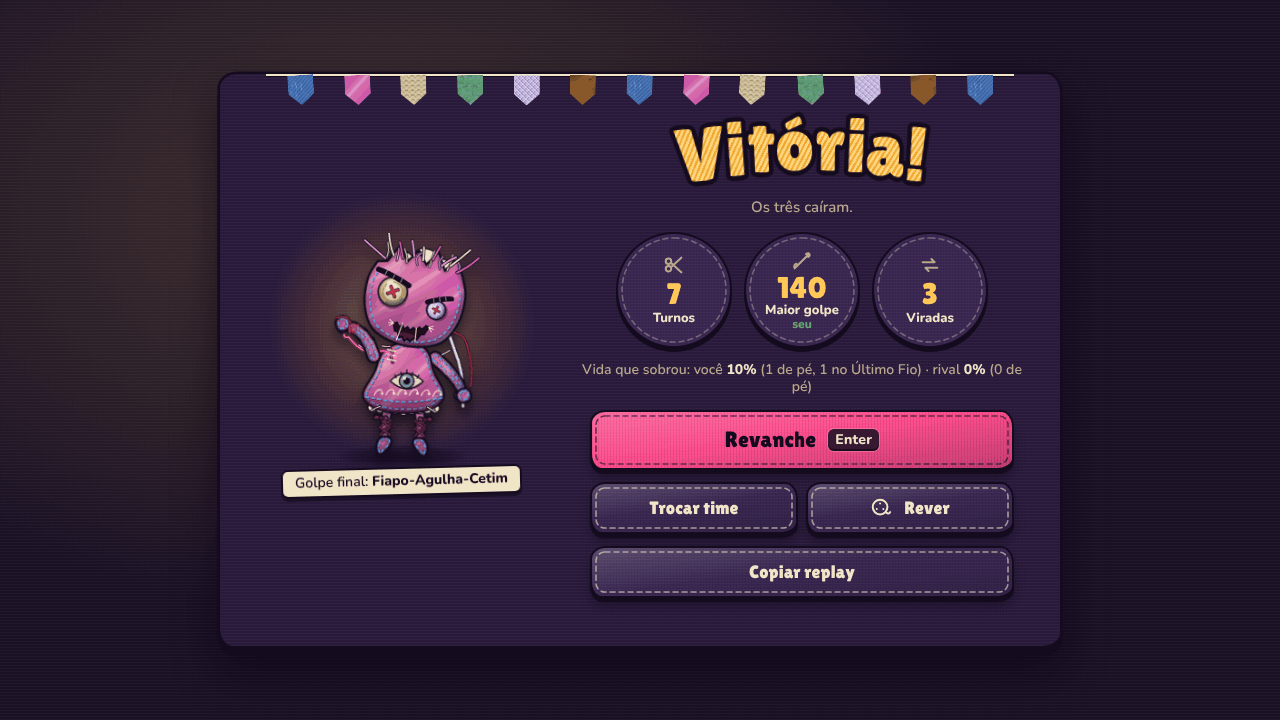 Vitória!
Os três caíram.
7
Turnos
140
Maior golpe
seu
3
Viradas
Vida que sobrou: você 10% (1 de pé, 1 no Último Fio) · rival 0% (0 de
pé)
Revanche Enter
Trocar time
Rever
Copiar replay
Golpe final: Fiapo-Agulha-Cetim